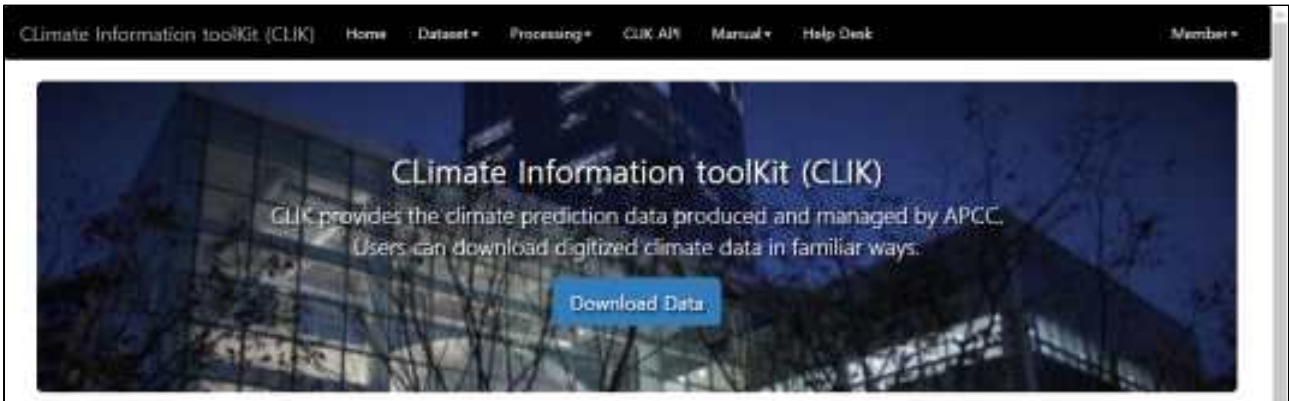 CLimate Information toolKit (CLIK) Home Dataset Processing CLIK API Manual Help Desk Member
CLimate Information toolKit (CLIK)
CLIK provides the climate prediction data produced and managed by APCC.
Users can download digitized climate data in familiar ways.
Download Data